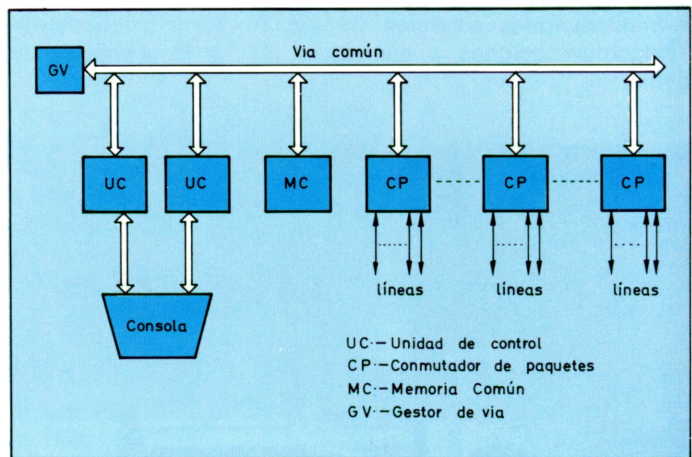 Via común
GV
UC
UC
MC
CP
CP
CP
líneas
líneas
líneas
Consola
UC.-Unidad de control
CP.-Conmutador de paquetes
MC.-Memoria Común
GV.-Gestor de via